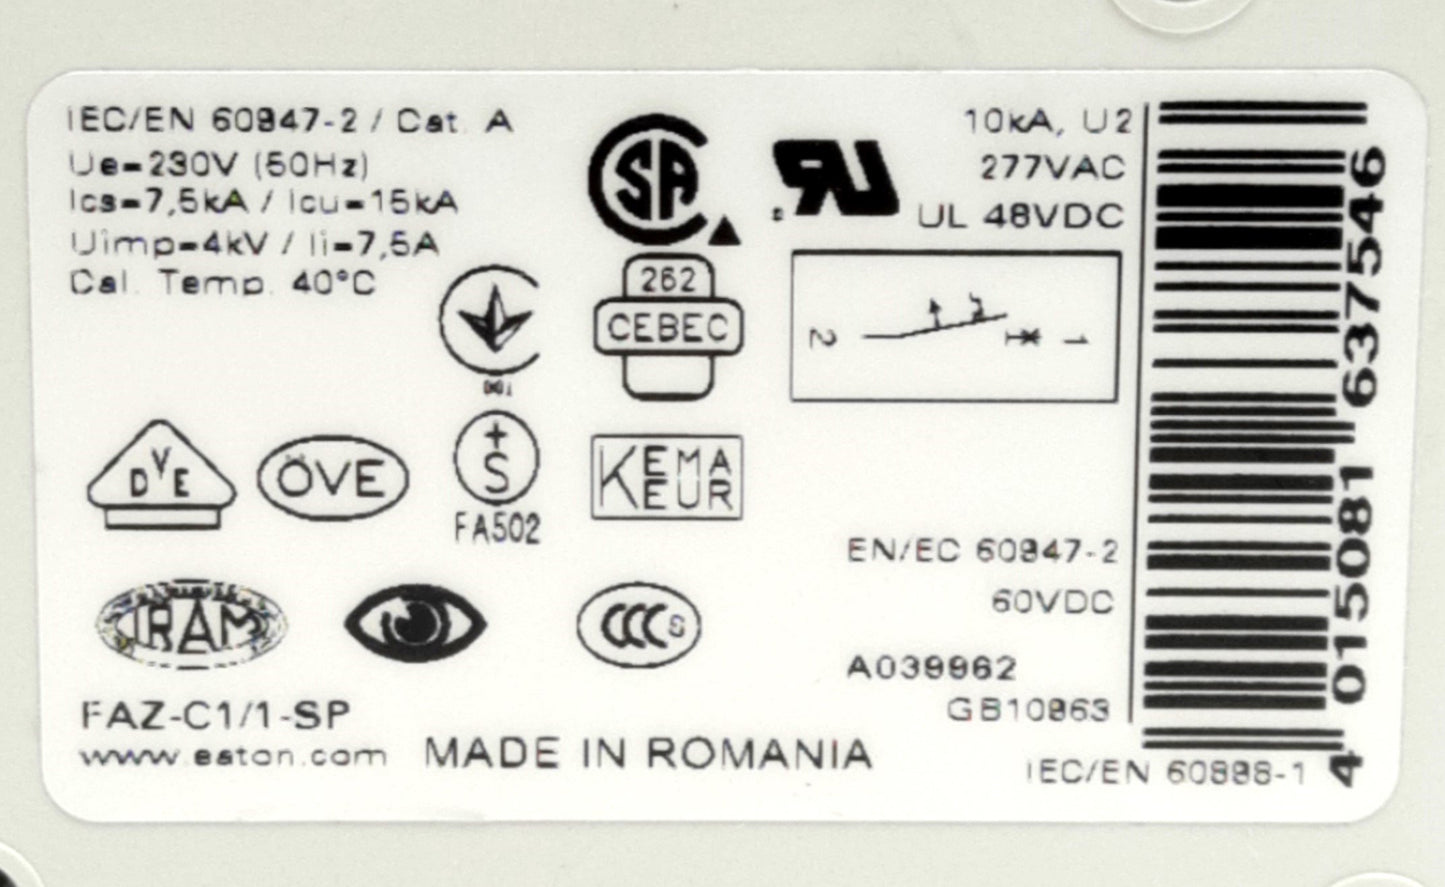 IEC/EN 60947-2 / Cat. A
Ue=230V (50Hz)
Ics=7,5kA / Icu=15kA
Uimp=4kV / Ii=7,5A
Cal. Temp. 40°C
SA
UR
10kA, U2
277VAC
UL 48VDC
262
CEBEC
2 1
DVE
ÖVE
+
S
FA502
KEMA
KEUR
EN/EC 60947-2
60VDC
IRAM
CCC S
A039962
GB10963
FAZ-C1/1-SP
www.eaton.com
MADE IN ROMANIA
IEC/EN 60898-1
4 015081 637546